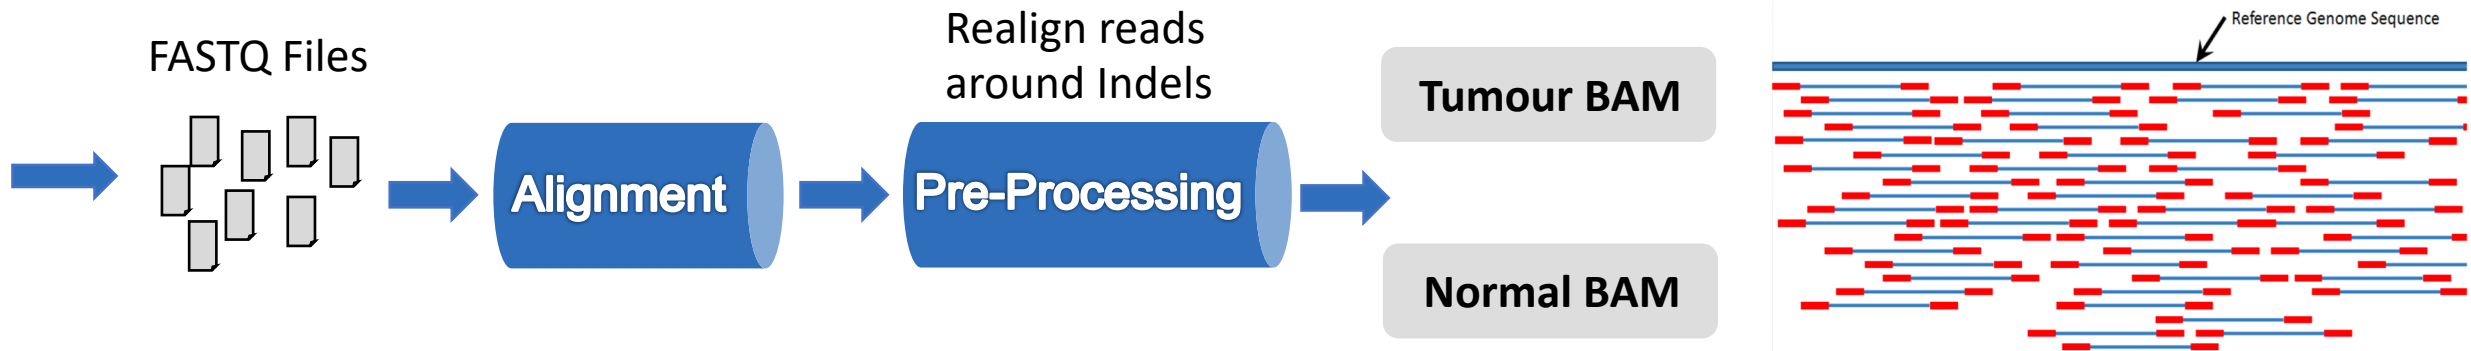 FASTQ Files
Alignment
Realign reads
around Indels
Pre-Processing
Tumour BAM
Normal BAM
Reference Genome Sequence